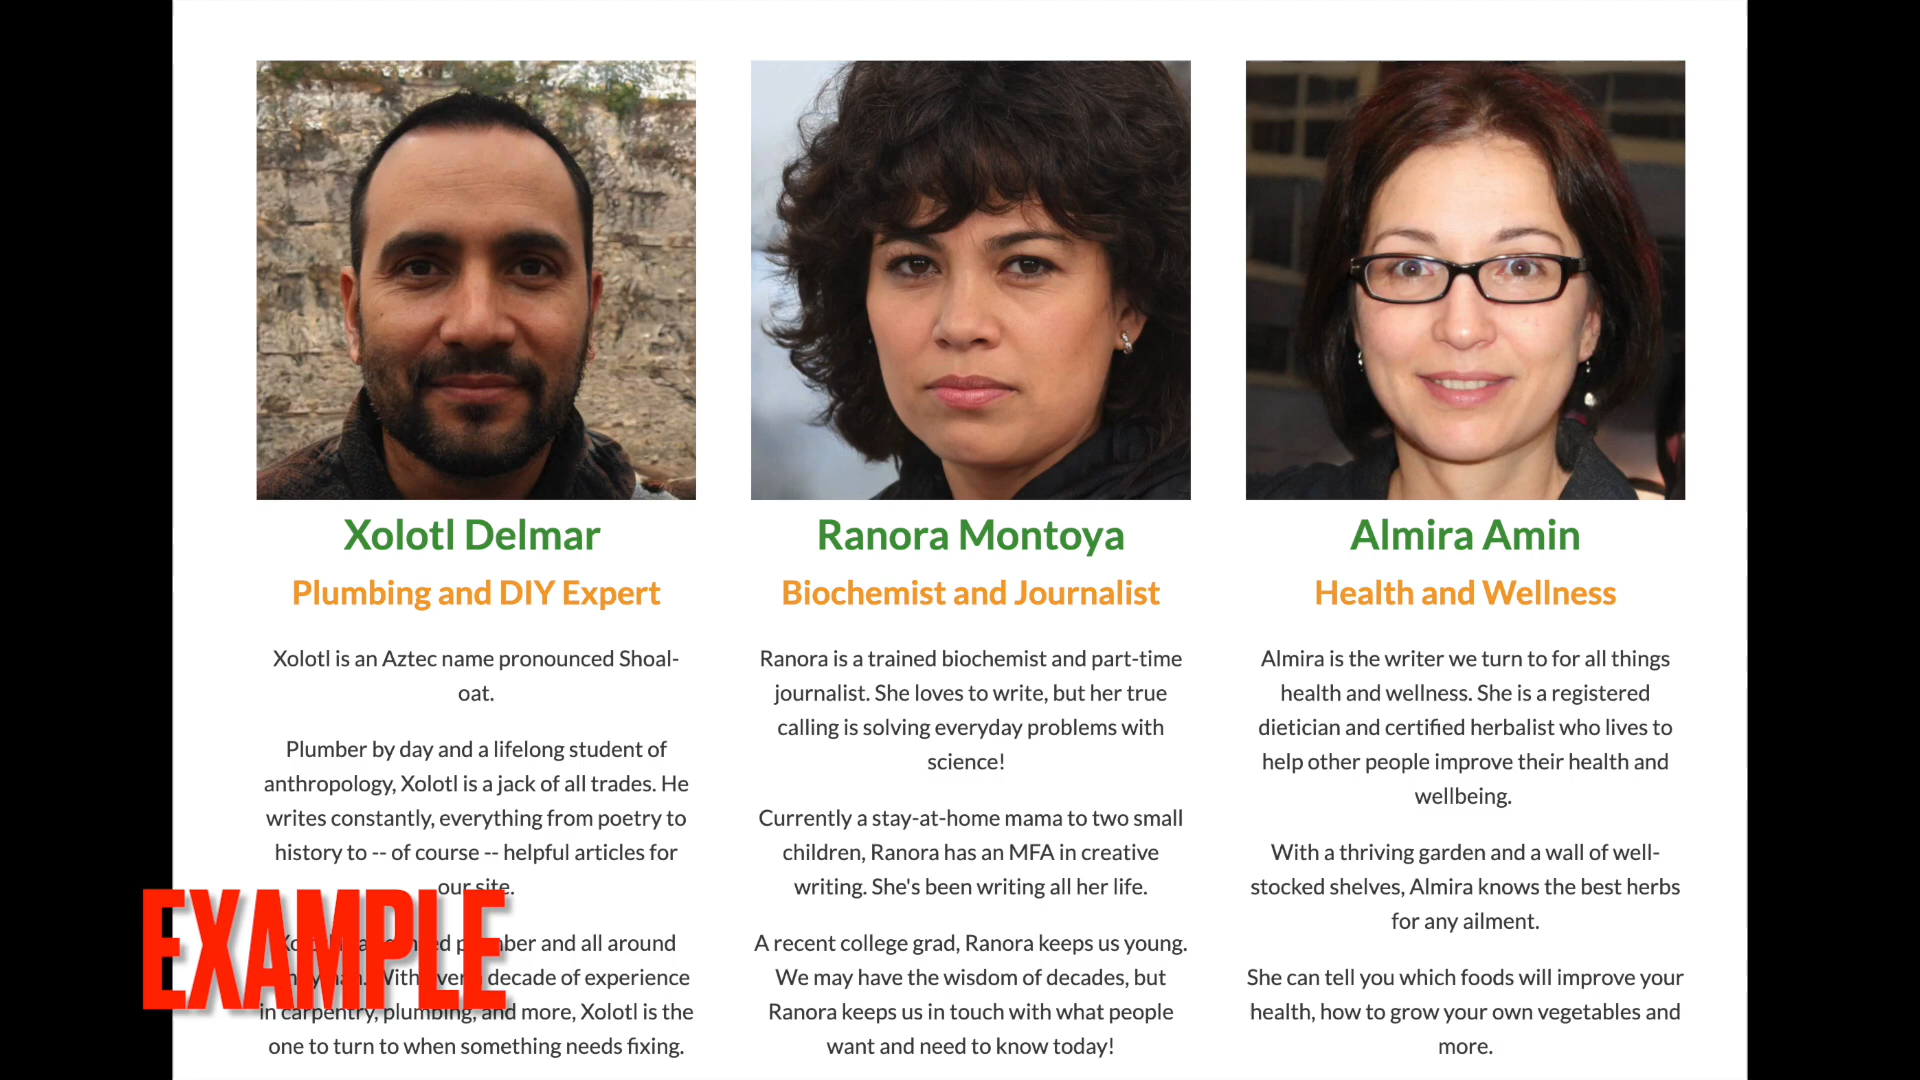 Xolotl Delmar
Plumbing and DIY Expert
Xolotl is an Aztec name pronounced Shoal-
oat.
Plumber by day and a lifelong student of
anthropology, Xolotl is a jack of all trades. He
writes constantly, everything from poetry to
history to -- of course -- helpful articles for
our site.
and all around
decade of experience
in carpentry, plumbing, and more, Xolotl is the
one to turn to when something needs fixing.
Ranora Montoya
Biochemist and Journalist
Ranora is a trained biochemist and part-time
journalist. She loves to write, but her true
calling is solving everyday problems with
science!
Currently a stay-at-home mama to two small
children, Ranora has an MFA in creative
writing. She's been writing all her life.
A recent college grad, Ranora keeps us young.
We may have the wisdom of decades, but
Ranora keeps us in touch with what people
want and need to know today!
Almira Amin
Health and Wellness
Almira is the writer we turn to for all things
health and wellness. She is a registered
dietician and certified herbalist who lives to
help other people improve their health and
wellbeing.
With a thriving garden and a wall of well-
stocked shelves, Almira knows the best herbs
for any ailment.
She can tell you which foods will improve your
health, how to grow your own vegetables and
more.
EXAMPLE